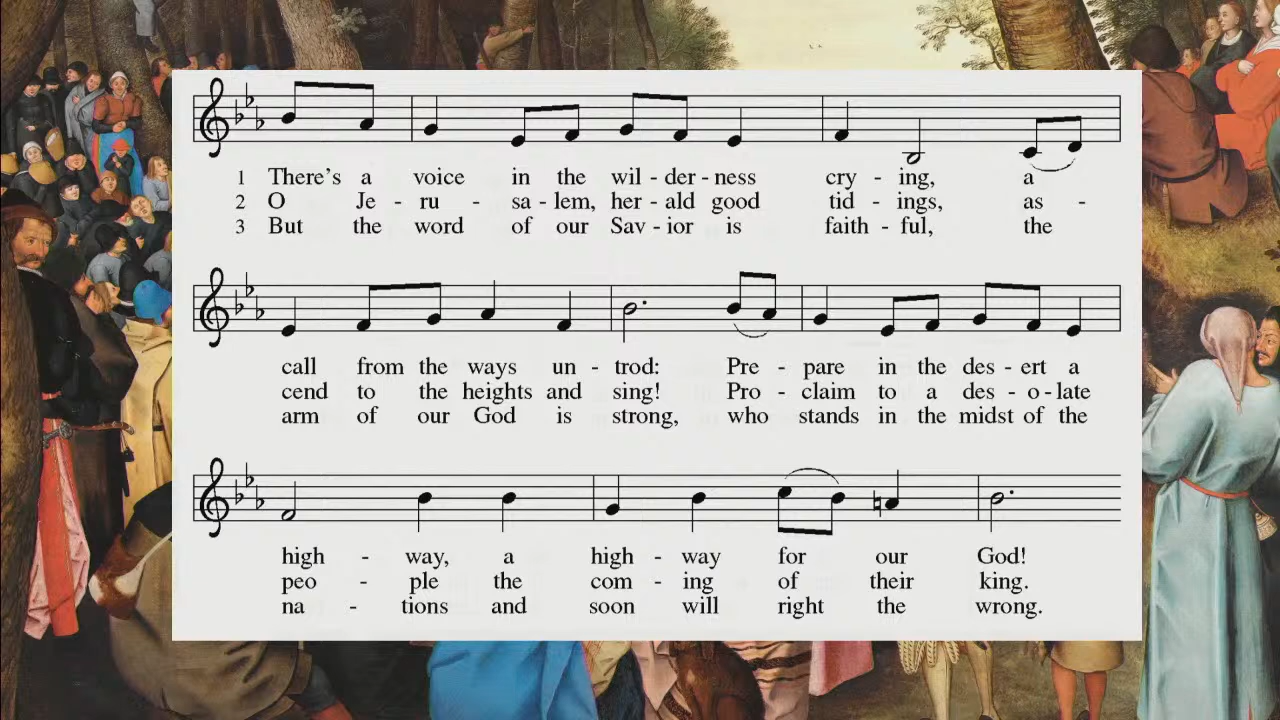 1 There's a voice in the wil - der - ness cry - ing, a
2 O Je - ru - sa - lem, her - ald good tid - ings, as -
3 But the word of our Sav - ior is faith - ful, the
call from the ways un - trod: Pre - pare in the des - ert a
cend to the heights and sing! Pro - claim to a des - o - late
arm of our God is strong, who stands in the midst of the
high - way, a high - way for our God!
peo - ple the com - ing of their king.
na - tions and soon will right the wrong.